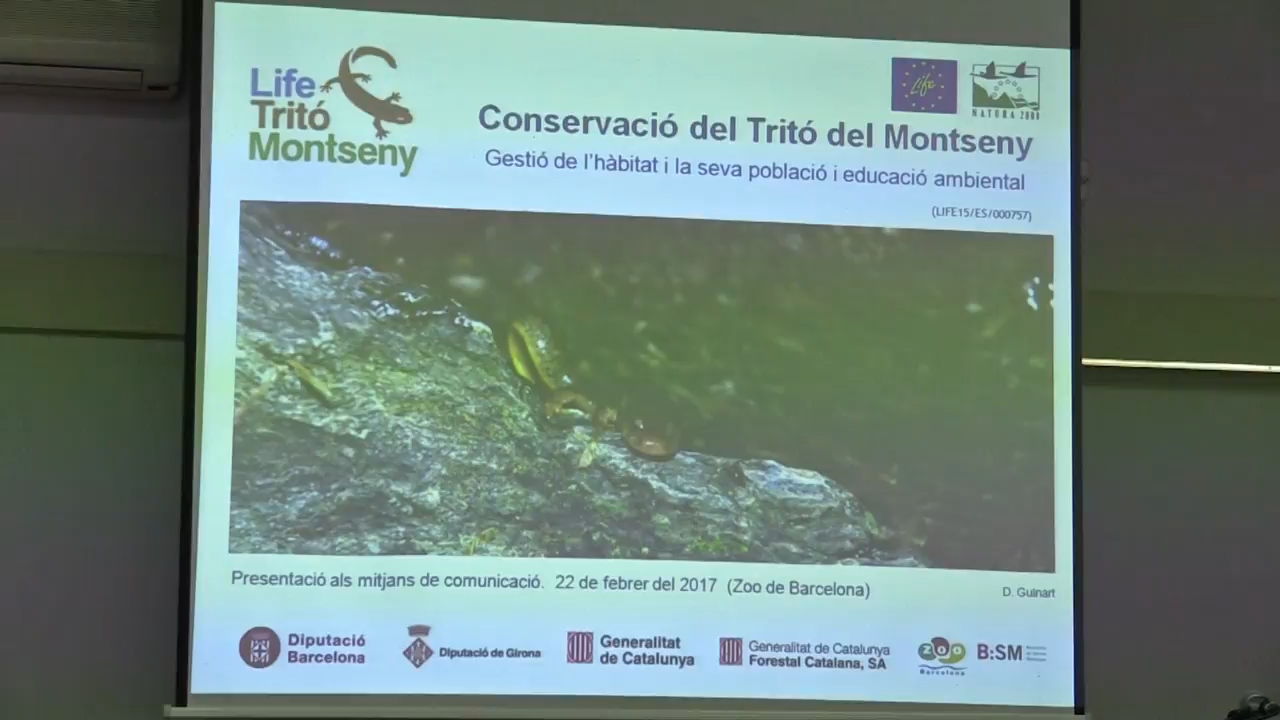 Life
Tritó
Montseny
Life
NATURA 2000
Conservació del Tritó del Montseny
Gestió de l'hàbitat i la seva població i educació ambiental
(LIFE15/ES/000757)
Presentació als mitjans de comunicació. 22 de febrer del 2017 (Zoo de Barcelona)
D. Guinart
Diputació
Barcelona
Diputació de Girona
Generalitat
de Catalunya
Generalitat de Catalunya
Forestal Catalana, SA
ZOO
Barcelona
B:SM